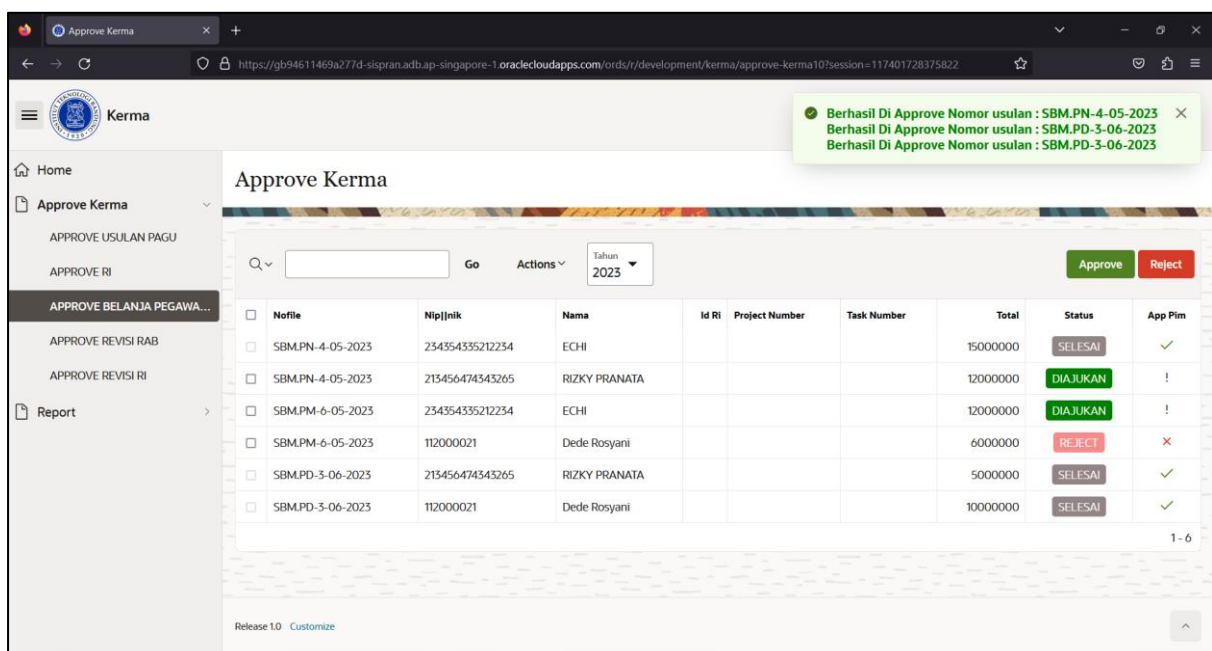 Approve Kerma
https://gb94611469a277d-sispran.adb.ap-singapore-1.oraclecloudapps.com/ords/r/development/kerma/approve-kerma10?session=117401728375822
Kerma
Berhasil Di Approve Nomor usulan : SBM.PN-4-05-2023
Berhasil Di Approve Nomor usulan : SBM.PD-3-06-2023
Berhasil Di Approve Nomor usulan : SBM.PD-3-06-2023
Home
Approve Kerma
APPROVE USULAN PAGU
APPROVE RI
APPROVE BELANJA PEGAWA...
APPROVE REVISI RAB
APPROVE REVISI RI
Report
Approve Kerma
Go Actions Tahun 2023 Approve Reject
Nofile Nip||nik Nama Id Ri Project Number Task Number Total Status App Pim
SBM.PN-4-05-2023 234354335212234 ECHI 15000000 SELESAI
SBM.PN-4-05-2023 213456474343265 RIZKY PRANATA 12000000 DIAJUKAN !
SBM.PM-6-05-2023 234354335212234 ECHI 12000000 DIAJUKAN !
SBM.PM-6-05-2023 112000021 Dede Rosyani 6000000 REJECT
SBM.PD-3-06-2023 213456474343265 RIZKY PRANATA 5000000 SELESAI
SBM.PD-3-06-2023 112000021 Dede Rosyani 10000000 SELESAI
1 - 6
Release 1.0 Customize